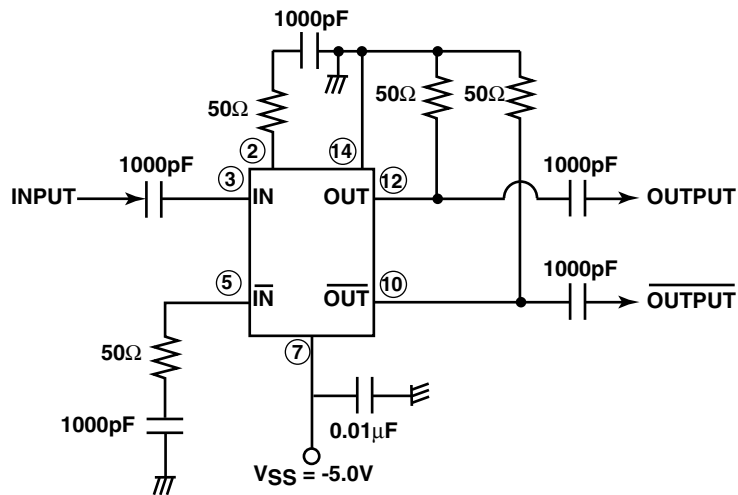 1000pF
50Ω
50Ω
50Ω
2
14
1000pF
3
12
1000pF
INPUT
IN
OUT
OUTPUT
5
IN̅
OUT̅
10
1000pF
OUTPUT̅
7
50Ω
1000pF
0.01μF
VSS = -5.0V